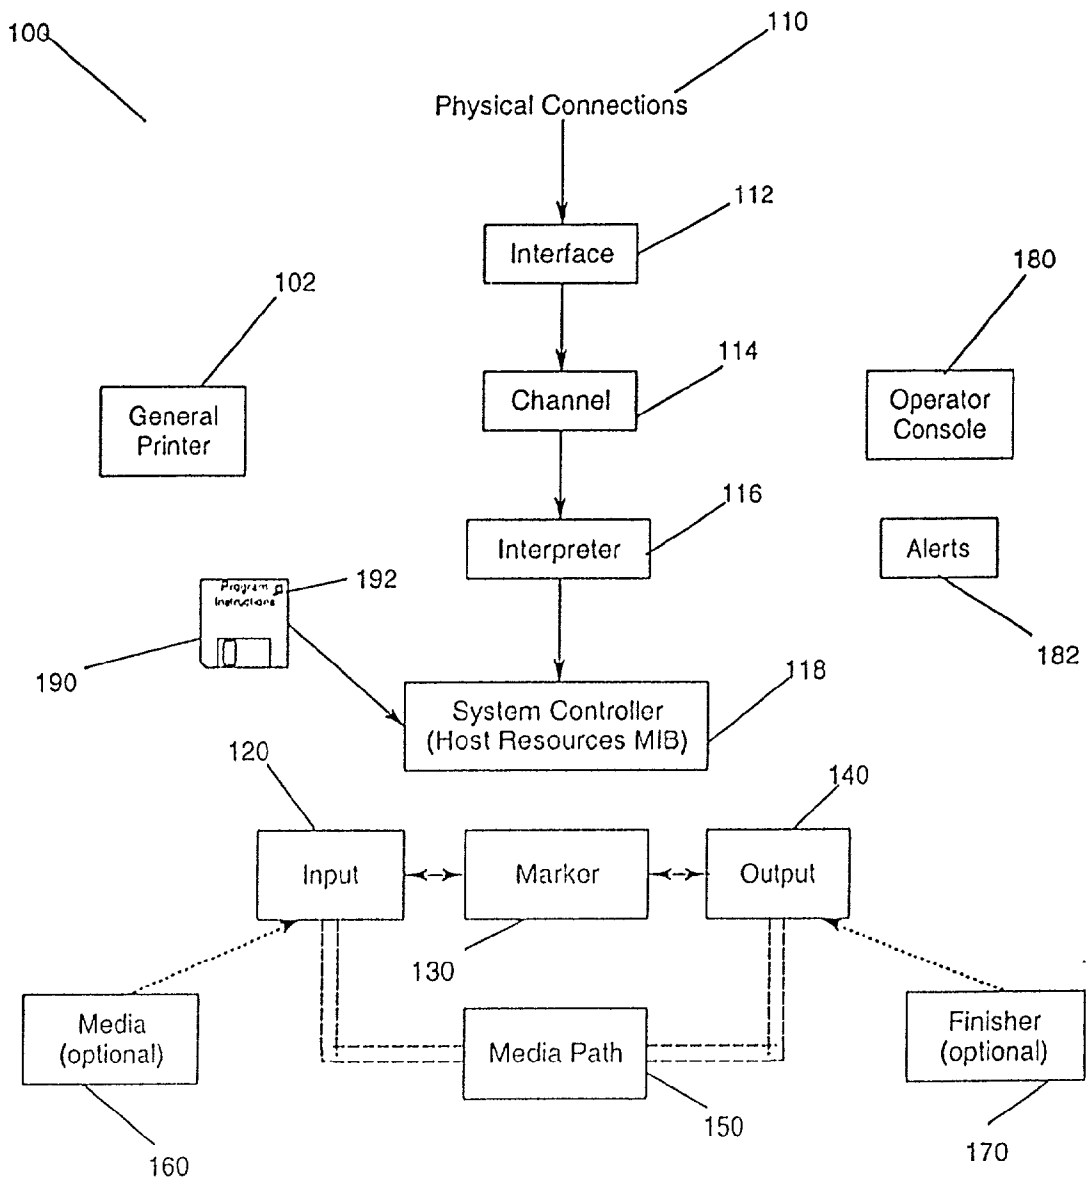 100
110
Physical Connections
112
Interface
102
180
114
General
Printer
Channel
Operator
Console
116
Interpreter
Alerts
Program
Instructions
192
190
182
118
System Controller
(Host Resources MIB)
120
140
Input
Marker
Output
130
Media
(optional)
Media Path
Finisher
(optional)
150
160
170